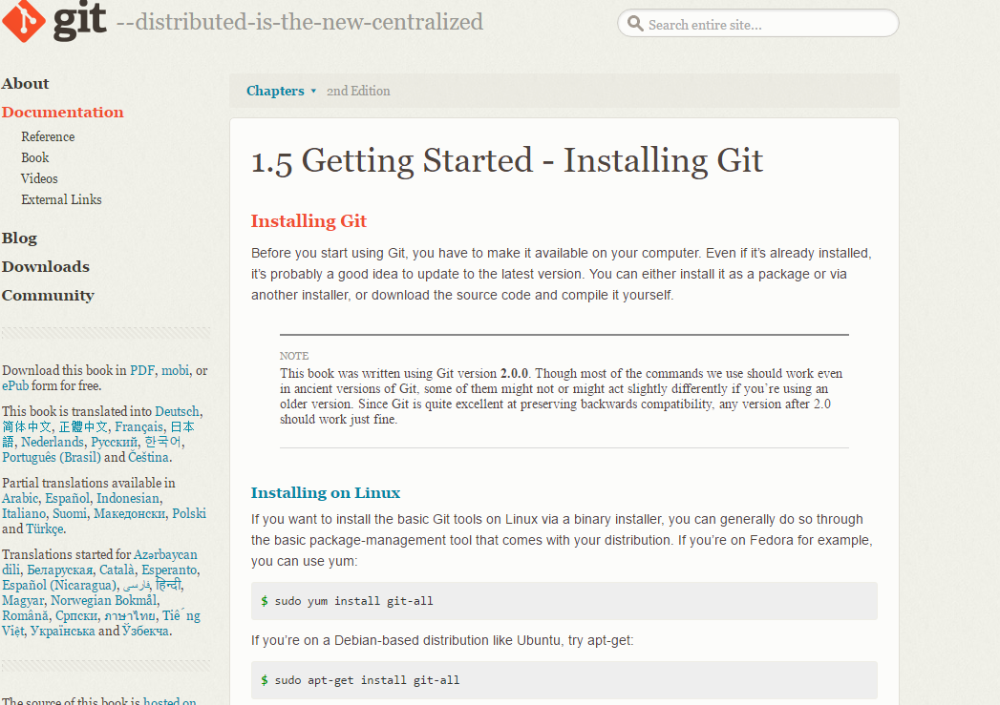 git --distributed-is-the-new-centralized
Search entire site...
About
Documentation
Reference
Book
Videos
External Links
Blog
Downloads
Community
Download this book in PDF, mobi, or
ePub form for free.
This book is translated into Deutsch,
简体中文, 正體中文, Français, 日本
語, Nederlands, Русский, 한국어,
Português (Brasil) and Čeština.
Partial translations available in
Arabic, Español, Indonesian,
Italiano, Suomi, Македонски, Polski
and Türkçe.
Translations started for Azərbaycan
dili, Беларуская, Català, Esperanto,
Español (Nicaragua), فارسی, हिन्दी,
Magyar, Norwegian Bokmål,
Română, Српски, ภาษาไทย, Tiếng
Việt, Українська and Ўзбекча.
The source of this book is hosted on
Chapters ▾ 2nd Edition
1.5 Getting Started - Installing Git
Installing Git
Before you start using Git, you have to make it available on your computer. Even if it’s already installed,
it’s probably a good idea to update to the latest version. You can either install it as a package or via
another installer, or download the source code and compile it yourself.
NOTE
This book was written using Git version 2.0.0. Though most of the commands we use should work even
in ancient versions of Git, some of them might not or might act slightly differently if you’re using an
older version. Since Git is quite excellent at preserving backwards compatibility, any version after 2.0
should work just fine.
Installing on Linux
If you want to install the basic Git tools on Linux via a binary installer, you can generally do so through
the basic package-management tool that comes with your distribution. If you’re on Fedora for example,
you can use yum:
$ sudo yum install git-all
If you’re on a Debian-based distribution like Ubuntu, try apt-get:
$ sudo apt-get install git-all